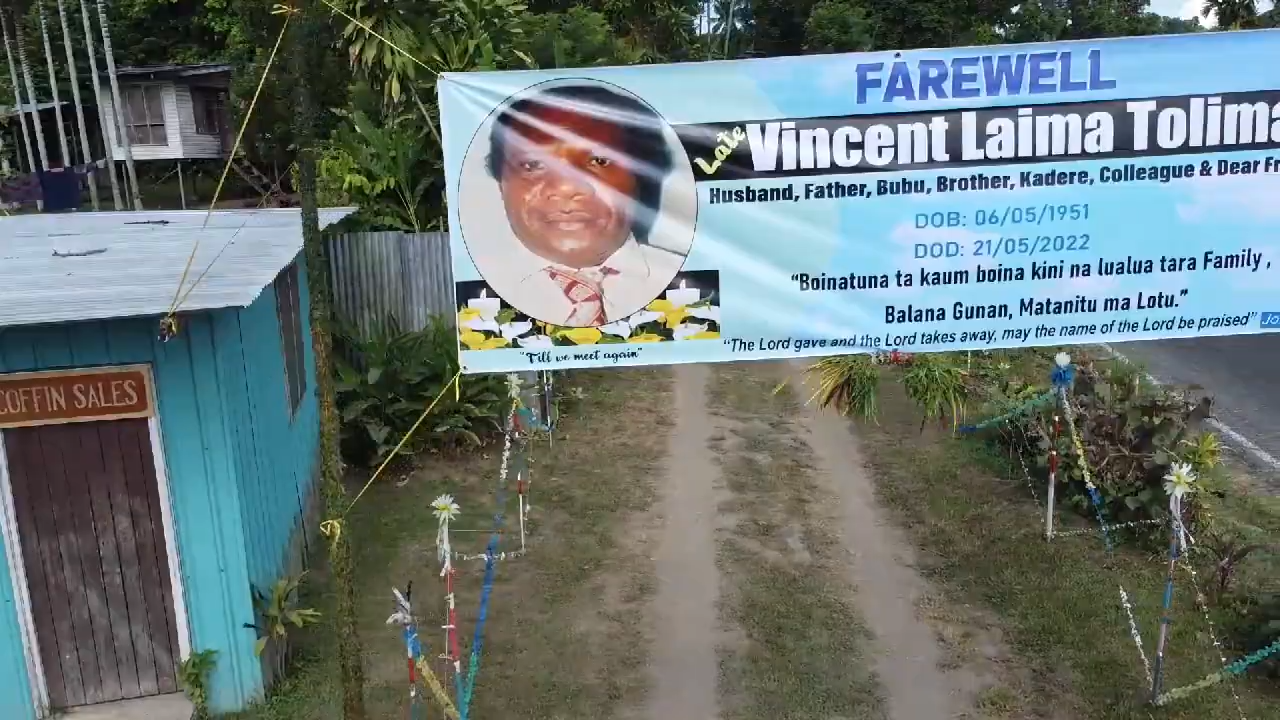 FAREWELL
Late Vincent Laima Tolima
Husband, Father, Bubu, Brother, Kadere, Colleague & Dear Fr
DOB: 06/05/1951
DOD: 21/05/2022
“Boinatuna ta kaum boina kini na lualua tara Family ,
Balana Gunan, Matanitu ma Lotu.”
"Till we meet again"
“The Lord gave and the Lord takes away, may the name of the Lord be praised” Jo
COFFIN SALES